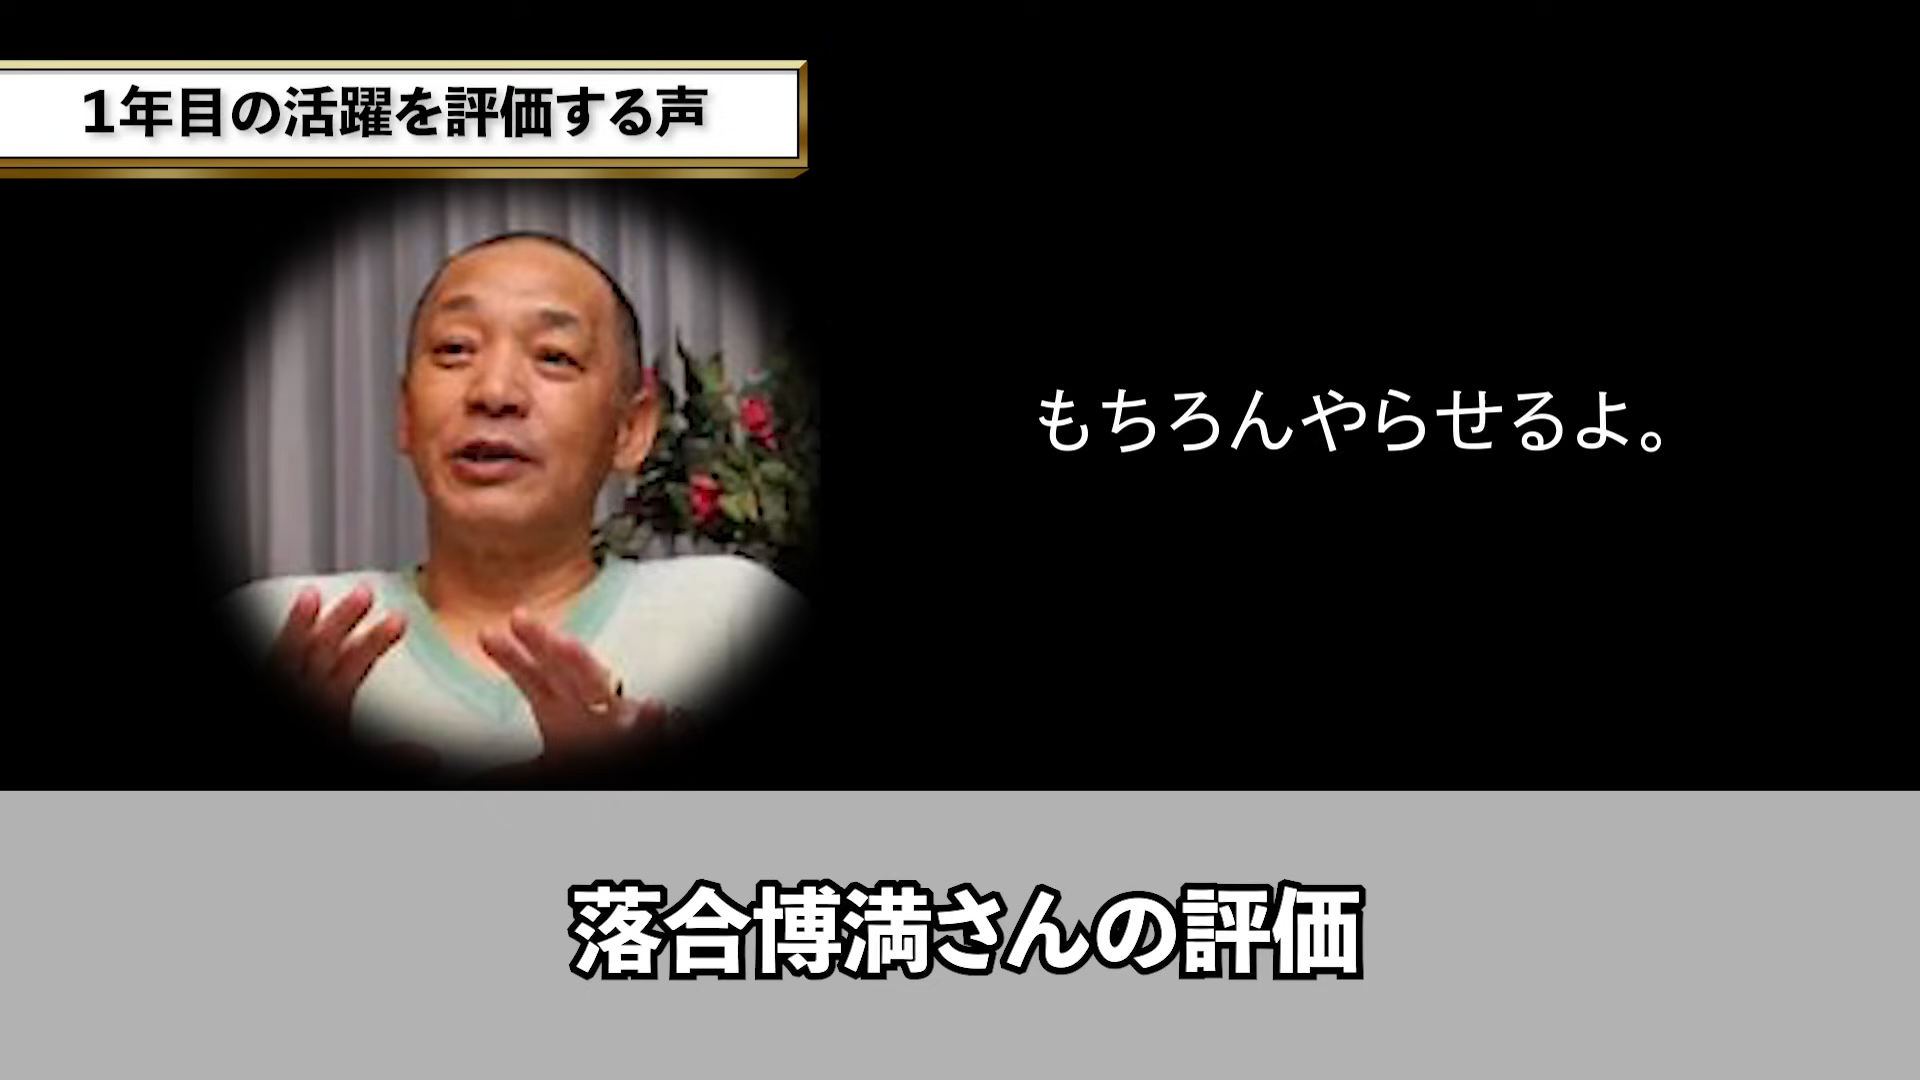 1年目の活躍を評価する声
もちろんやらせるよ。
落合博満さんの評価